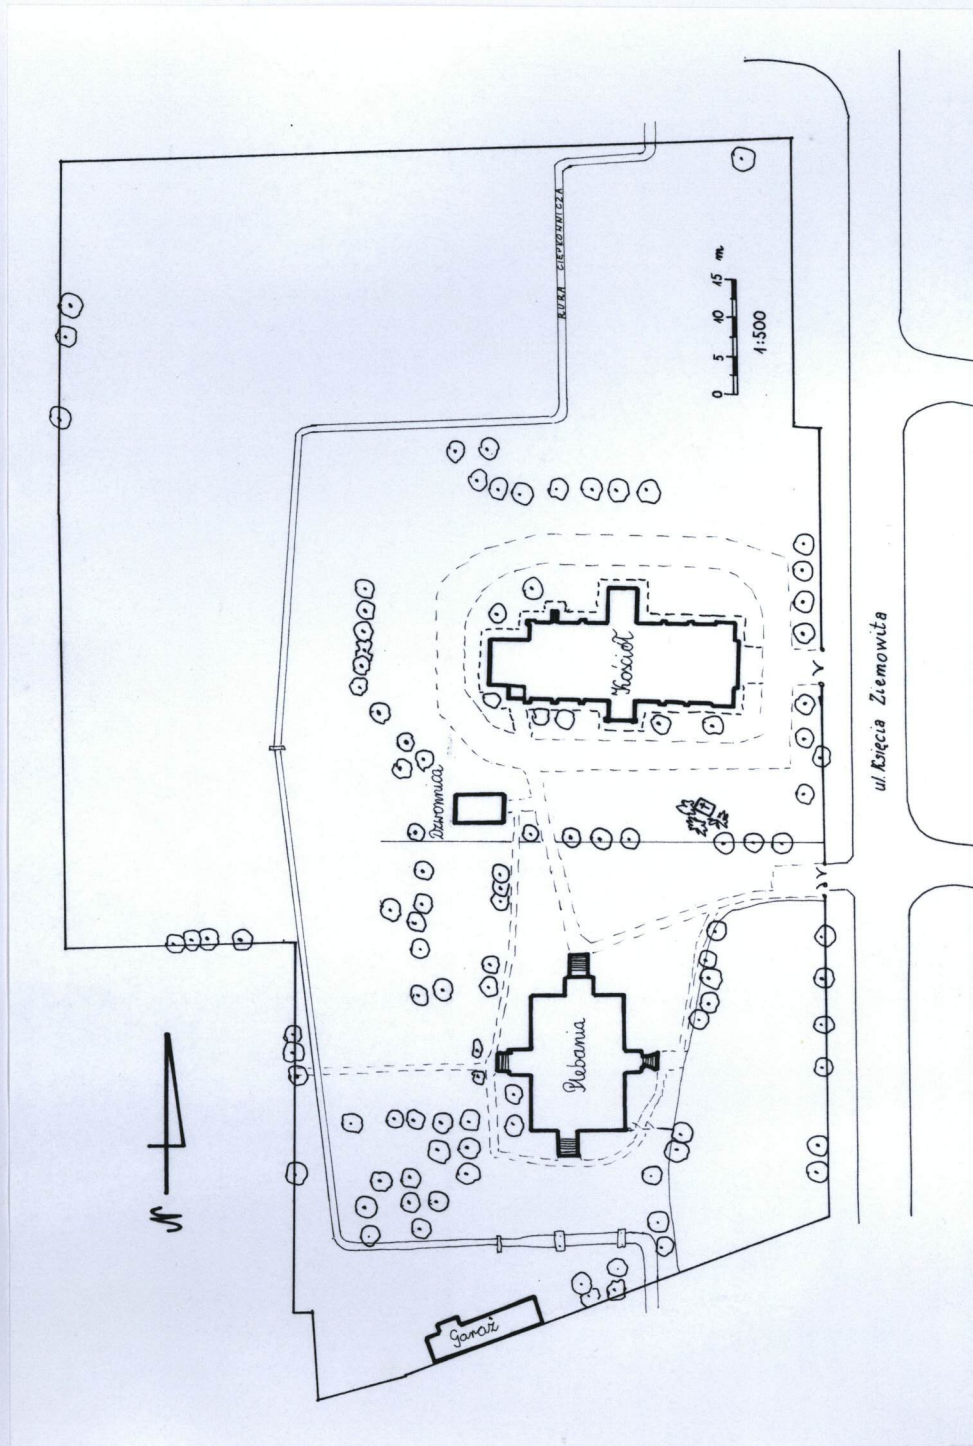 RURA CIEPŁOWNICZA
0 5 10 15 m
1:500
Kościół
ul. Księcia Ziemowita
Dzwonnica
Plebania
N
Garaż